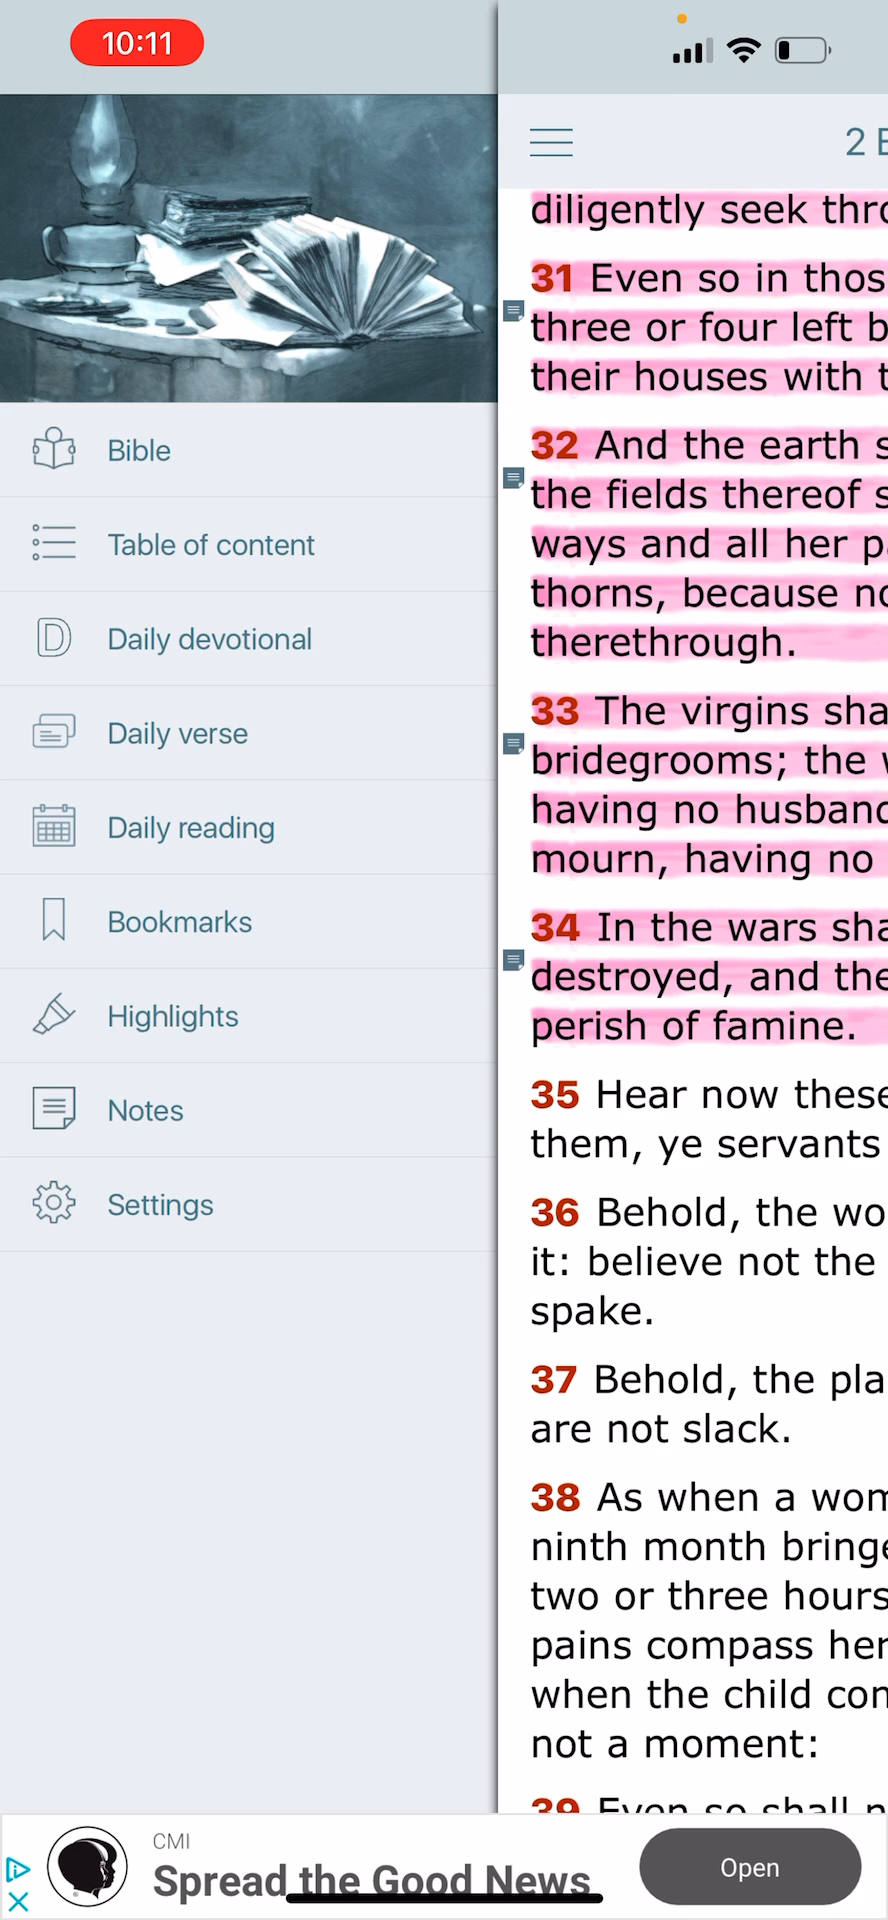 10:11
Bible
Table of content
Daily devotional
Daily verse
Daily reading
Bookmarks
Highlights
Notes
Settings
2 E
diligently seek thro
31 Even so in thos
three or four left b
their houses with t
32 And the earth s
the fields thereof s
ways and all her pa
thorns, because no
therethrough.
33 The virgins sha
bridegrooms; the w
having no husband
mourn, having no
34 In the wars sha
destroyed, and the
perish of famine.
35 Hear now these
them, ye servants
36 Behold, the wo
it: believe not the
spake.
37 Behold, the pla
are not slack.
38 As when a wom
ninth month bringe
two or three hours
pains compass her
when the child com
not a moment:
39 Even so shall n
CMI
Spread the Good News
Open